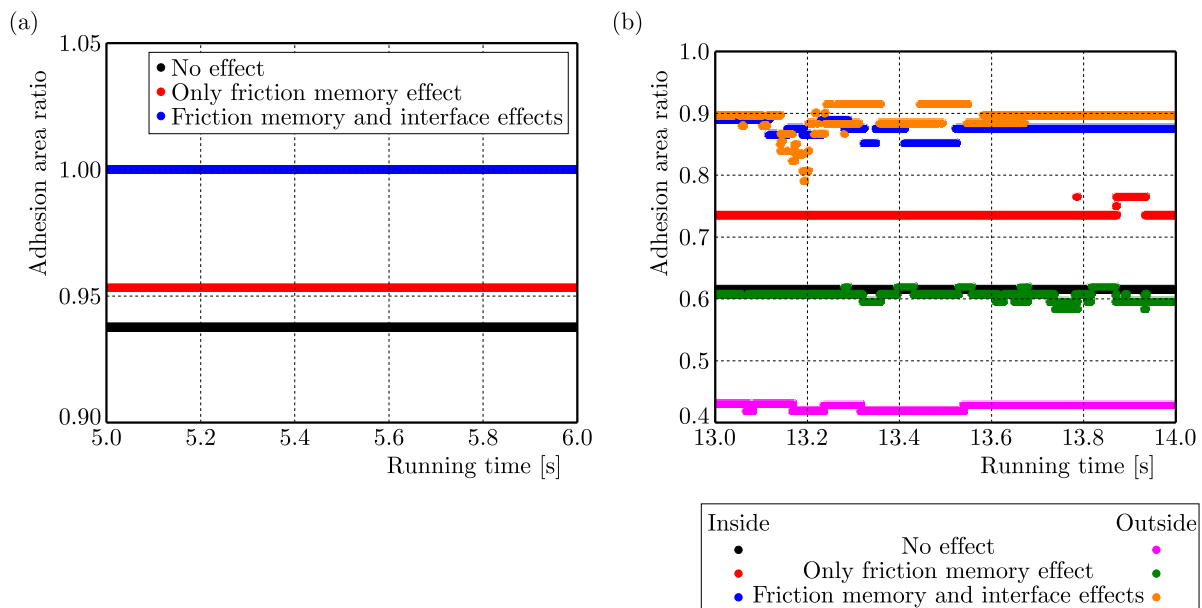 (a)
Adhesion area ratio
1.05
1.00
0.95
0.90
No effect
Only friction memory effect
Friction memory and interface effects
5.0 5.2 5.4 5.6 5.8 6.0
Running time [s]
(b)
Adhesion area ratio
1.0
0.9
0.8
0.7
0.6
0.5
0.4
13.0 13.2 13.4 13.6 13.8 14.0
Running time [s]
Inside Outside
No effect
Only friction memory effect
Friction memory and interface effects